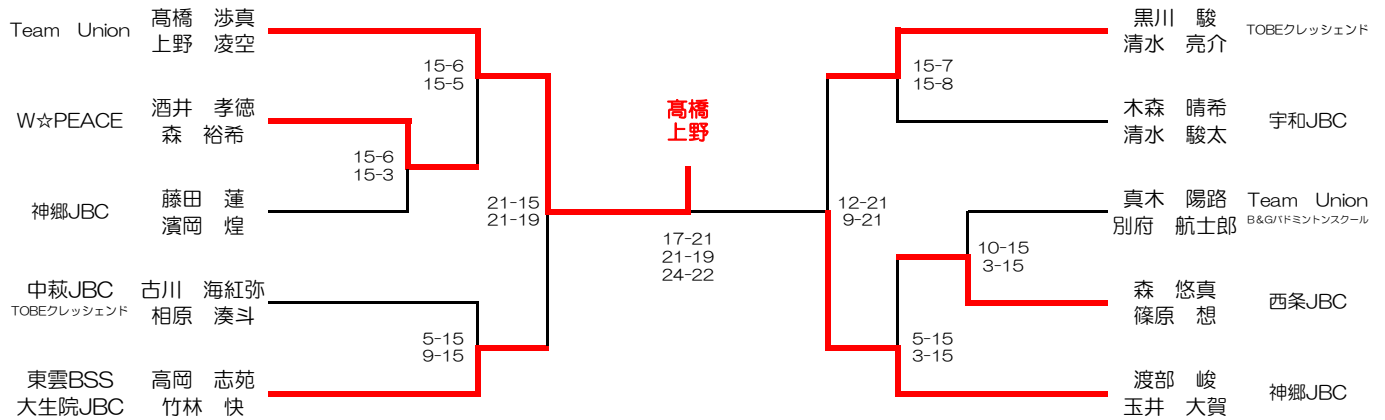 Team Union
髙橋 渉真
上野 凌空
15-6
15-5
W☆PEACE
酒井 孝徳
森 裕希
15-6
15-3
神郷JBC
藤田 蓮
濱岡 煌
21-15
21-19
中萩JBC
TOBEクレッシェンド
古川 海紅弥
相原 湊斗
5-15
9-15
東雲BSS
大生院JBC
高岡 志苑
竹林 快
髙橋
上野
17-21
21-19
24-22
黒川 駿
清水 亮介
TOBEクレッシェンド
15-7
15-8
木森 晴希
清水 駿太
宇和JBC
12-21
9-21
真木 陽路
別府 航士郎
Team Union
B&Gバドミントンスクール
10-15
3-15
森 悠真
篠原 想
西条JBC
5-15
3-15
渡部 峻
玉井 大賀
神郷JBC